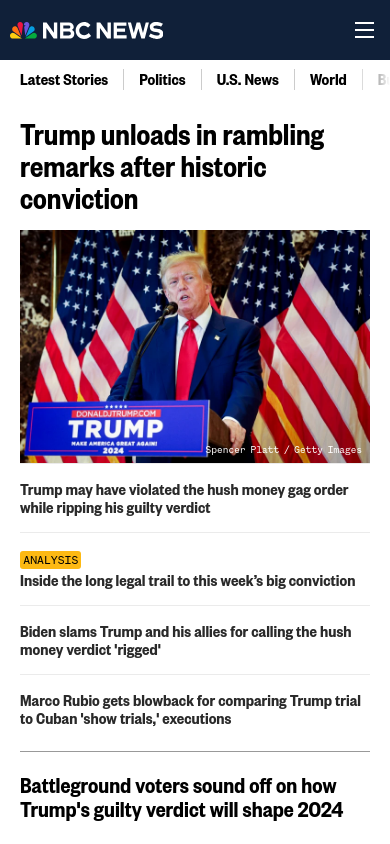 NBC NEWS
Latest Stories
Politics
U.S. News
World
Trump unloads in rambling
remarks after historic
conviction
DONALDJTRUMP.COM
TRUMP
MAKE AMERICA GREAT AGAIN!
2024
Spencer Platt / Getty Images
Trump may have violated the hush money gag order
while ripping his guilty verdict
ANALYSIS
Inside the long legal trail to this week’s big conviction
Biden slams Trump and his allies for calling the hush
money verdict 'rigged'
Marco Rubio gets blowback for comparing Trump trial
to Cuban 'show trials,' executions
Battleground voters sound off on how
Trump's guilty verdict will shape 2024